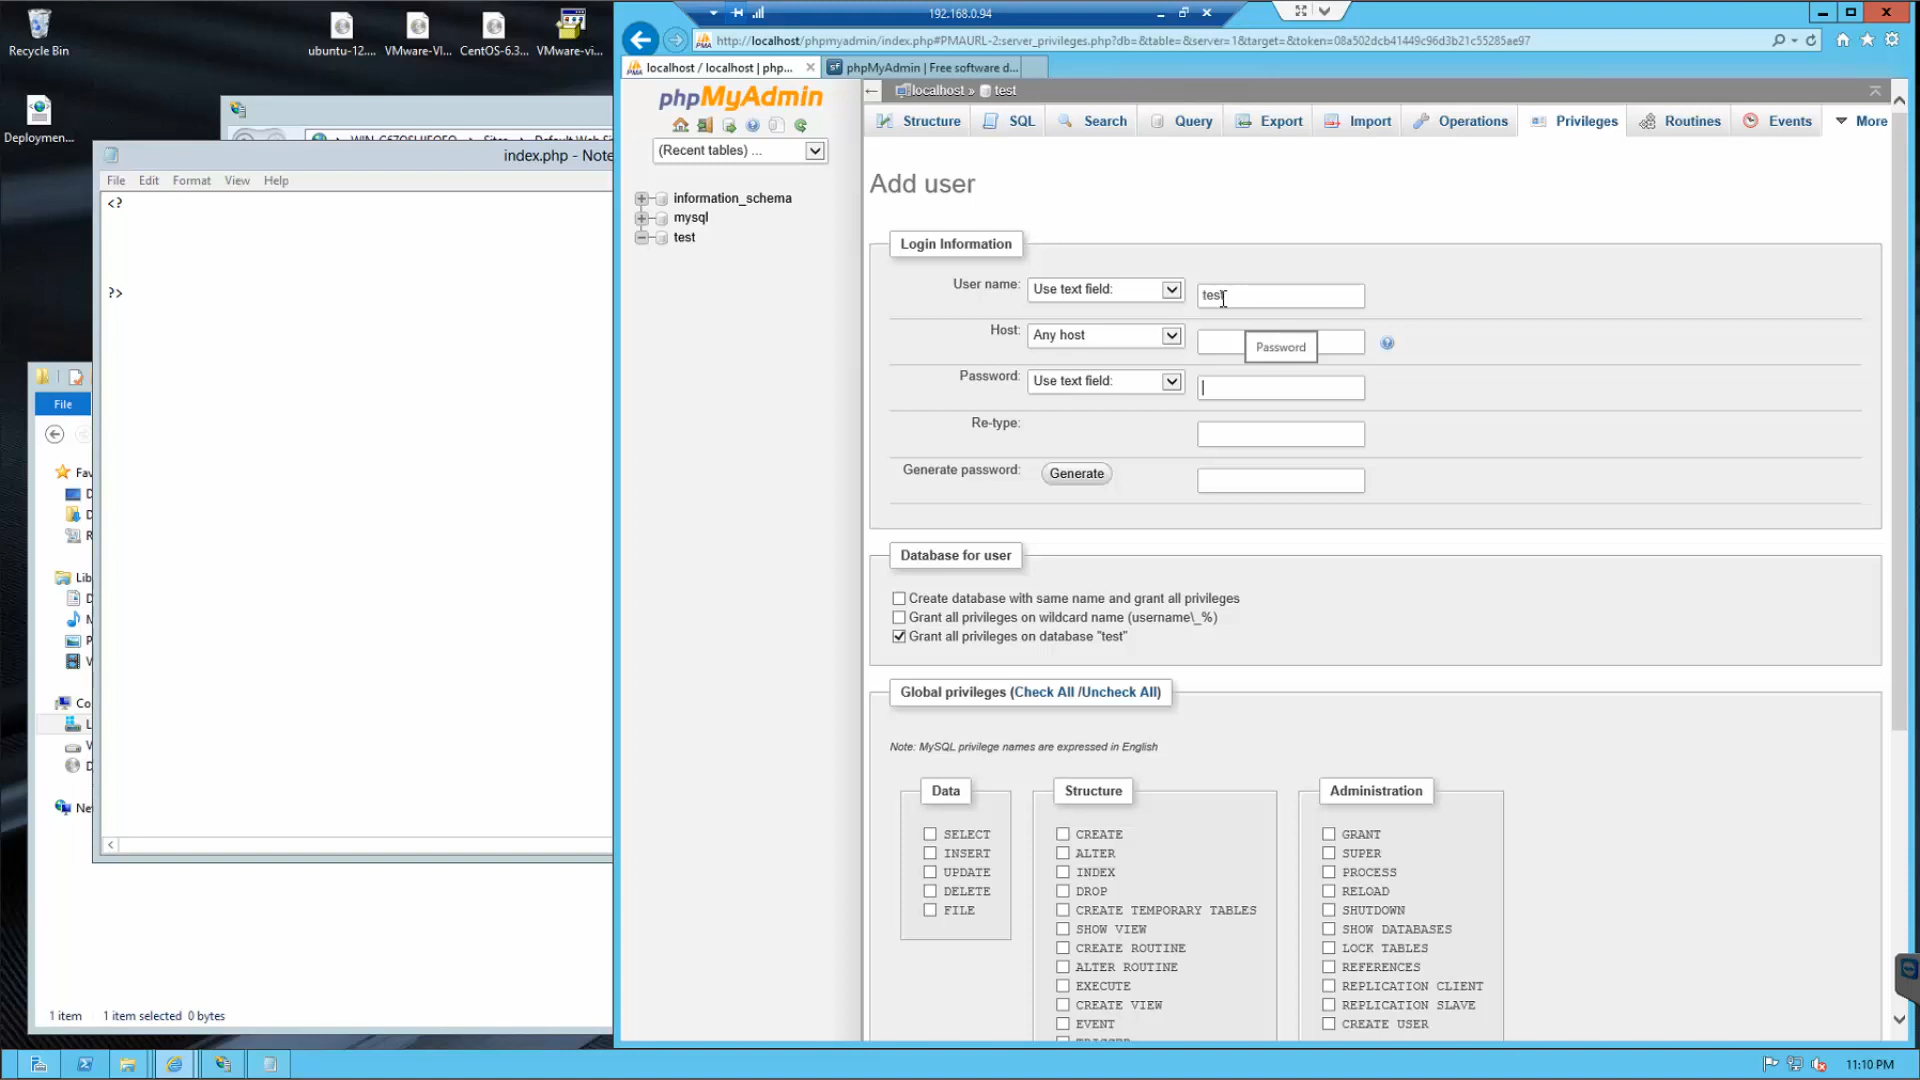 Recycle Bin
ubuntu-12....
VMware-VI...
CentOS-6.3...
VMware-vi...
Deploymen...
192.168.0.94
http://localhost/phpmyadmin/index.php#PMAURL-2:server_privileges.php?db=&table=&server=1&target=&token=08a502dcb41449c96d3b21c55285ae97
localhost / localhost | php...
phpMyAdmin | Free software d...
index.php - Note
File Edit Format View Help
<?
?>
File
Fav
D
D
R
Lib
D
N
P
V
Co
L
V
D
Ne
1 item 1 item selected 0 bytes
phpMyAdmin
(Recent tables) ...
information_schema
mysql
test
localhost » test
Structure SQL Search Query Export Import Operations Privileges Routines Events More
Add user
Login Information
User name: Use text field: test
Host: Any host
Password
Password: Use text field:
Re-type:
Generate password: Generate
Database for user
Create database with same name and grant all privileges
Grant all privileges on wildcard name (username\_%)
Grant all privileges on database "test"
Global privileges (Check All /Uncheck All)
Note: MySQL privilege names are expressed in English
Data
SELECT
INSERT
UPDATE
DELETE
FILE
Structure
CREATE
ALTER
INDEX
DROP
CREATE TEMPORARY TABLES
SHOW VIEW
CREATE ROUTINE
ALTER ROUTINE
EXECUTE
CREATE VIEW
EVENT
TRIGGER
Administration
GRANT
SUPER
PROCESS
RELOAD
SHUTDOWN
SHOW DATABASES
LOCK TABLES
REFERENCES
REPLICATION CLIENT
REPLICATION SLAVE
CREATE USER
11:10 PM